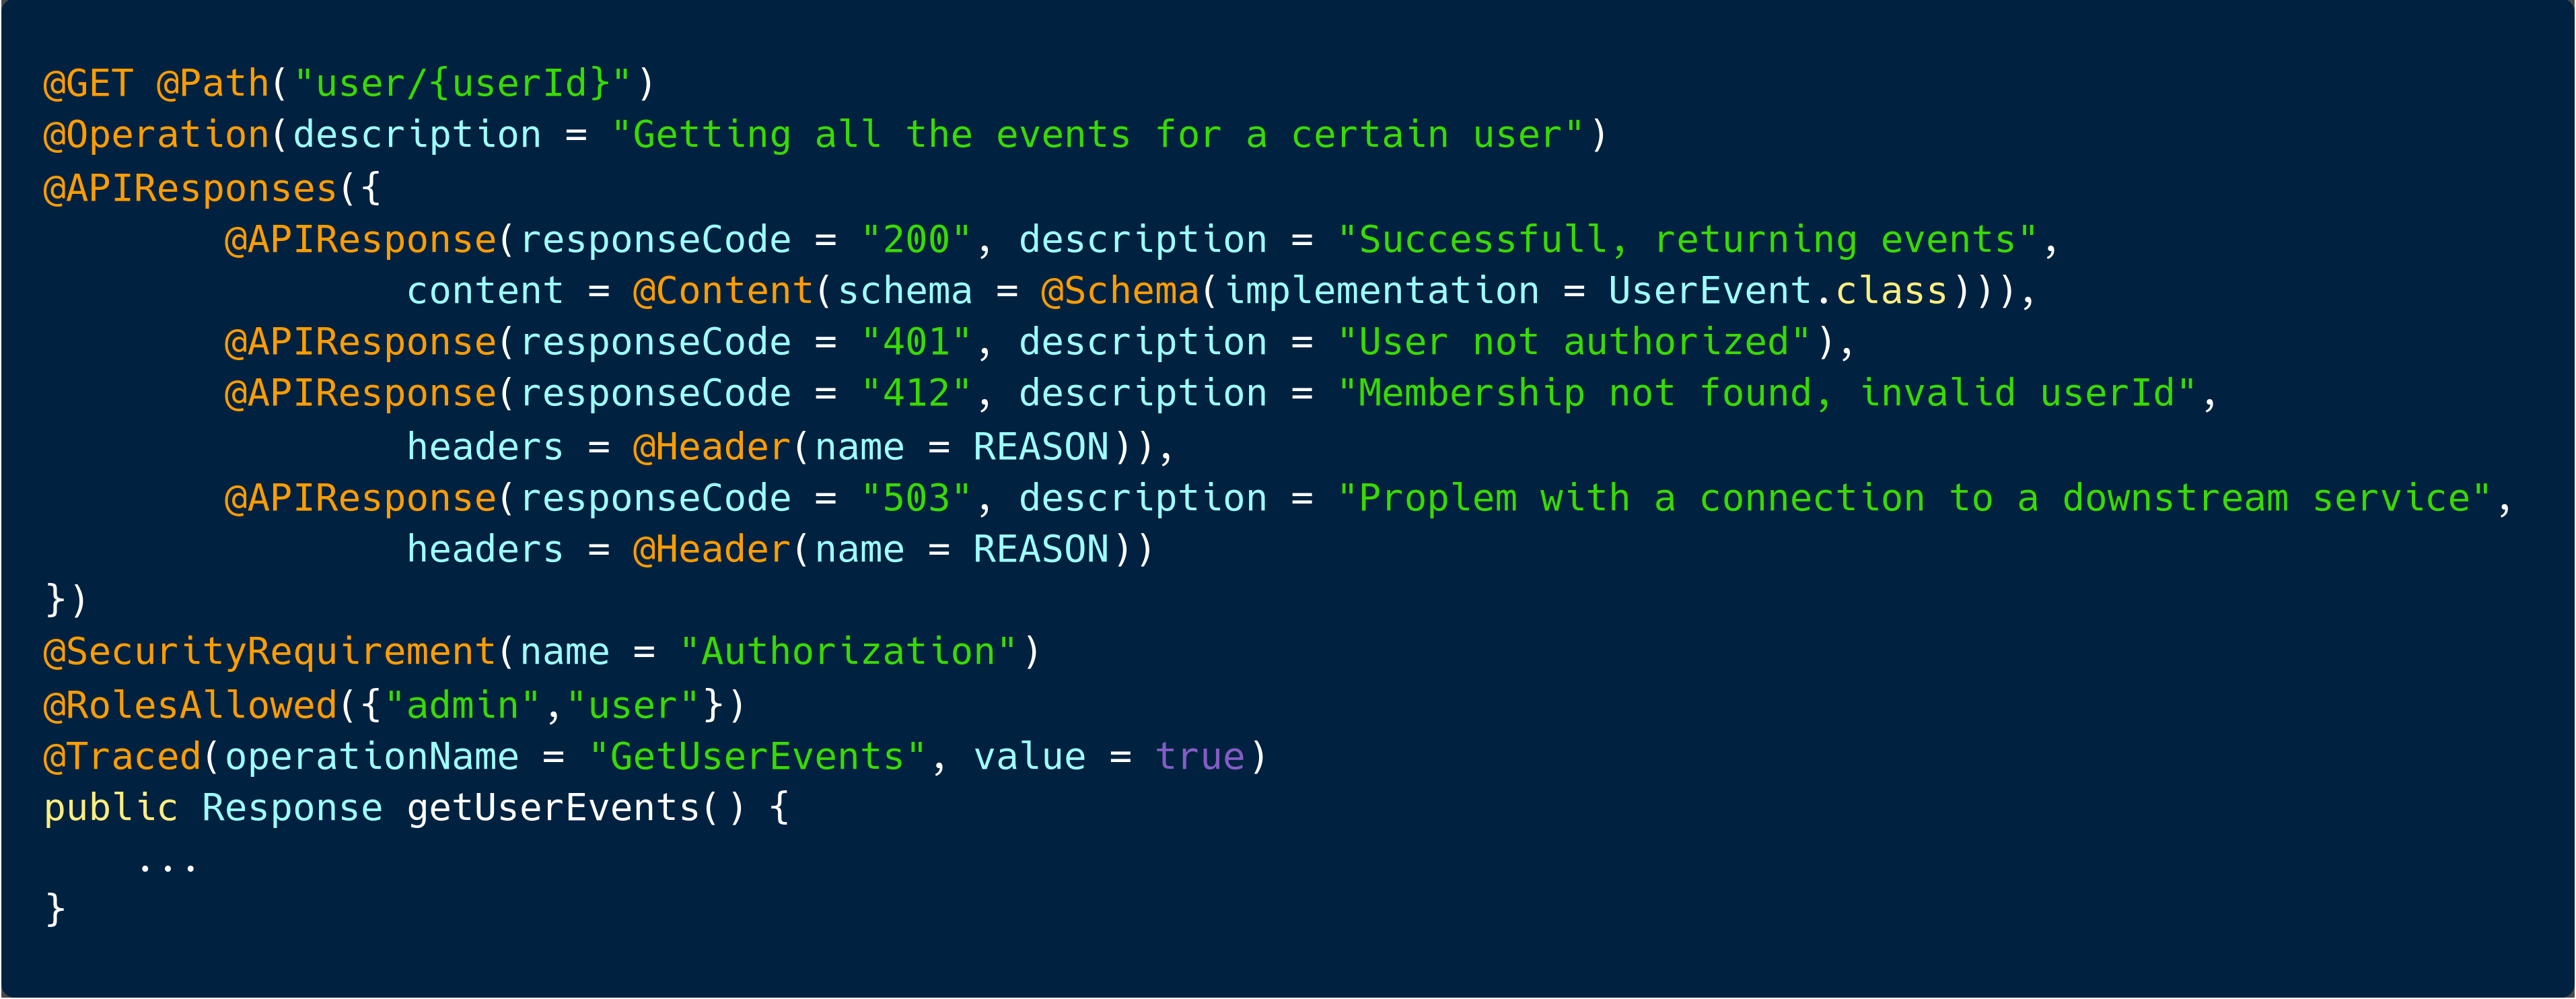 @GET @Path("user/{userId}")
@Operation(description = "Getting all the events for a certain user")
@APIResponses({
        @APIResponse(responseCode = "200", description = "Successfull, returning events",
                content = @Content(schema = @Schema(implementation = UserEvent.class))),
        @APIResponse(responseCode = "401", description = "User not authorized"),
        @APIResponse(responseCode = "412", description = "Membership not found, invalid userId",
                headers = @Header(name = REASON)),
        @APIResponse(responseCode = "503", description = "Proplem with a connection to a downstream service",
                headers = @Header(name = REASON))
})
@SecurityRequirement(name = "Authorization")
@RolesAllowed({"admin","user"})
@Traced(operationName = "GetUserEvents", value = true)
public Response getUserEvents() {
    ...
}